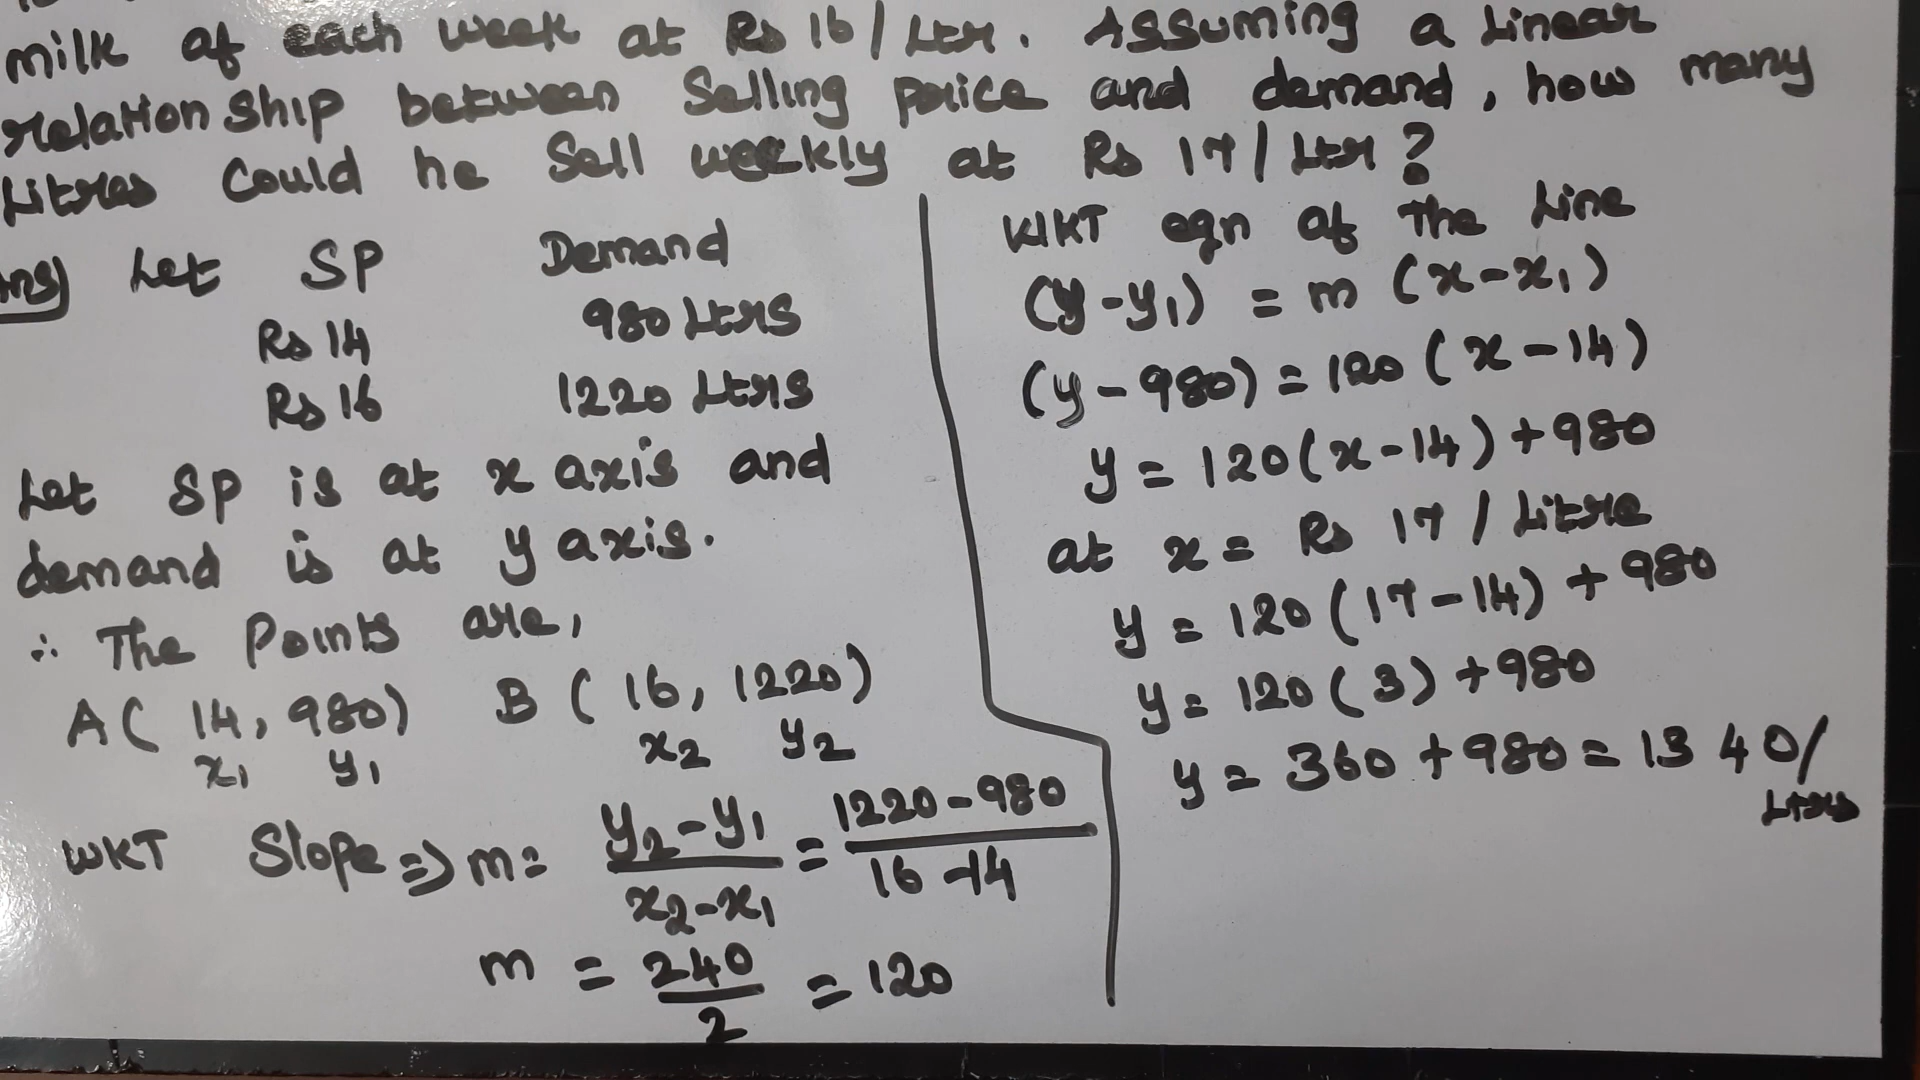 milk of each week at Rs 16/Ltr. Assuming a Linear
relation ship between Selling price and demand, how many
Litres Could he Sell weekly at Rs 17/Ltr?
Ans) Let SP Demand
Rs 14 980 Ltrs
Rs 16 1220 Ltrs
Let SP is at x axis and
demand is at y axis.
∴ The Points are,
A( 14, 980) B ( 16, 1220)
x1 y1 x2 y2
WKT Slope => m = y2-y1/x2-x1 = 1220-980/16-14
m = 240/2 = 120
WKT eqn of The Line
(y-y1) = m (x-x1)
(y-980) = 120 (x-14)
y = 120(x-14)+980
at x = Rs 17 / Litre
y = 120 (17-14) + 980
y = 120 (3) +980
y = 360 +980 = 1340/
Ltrs